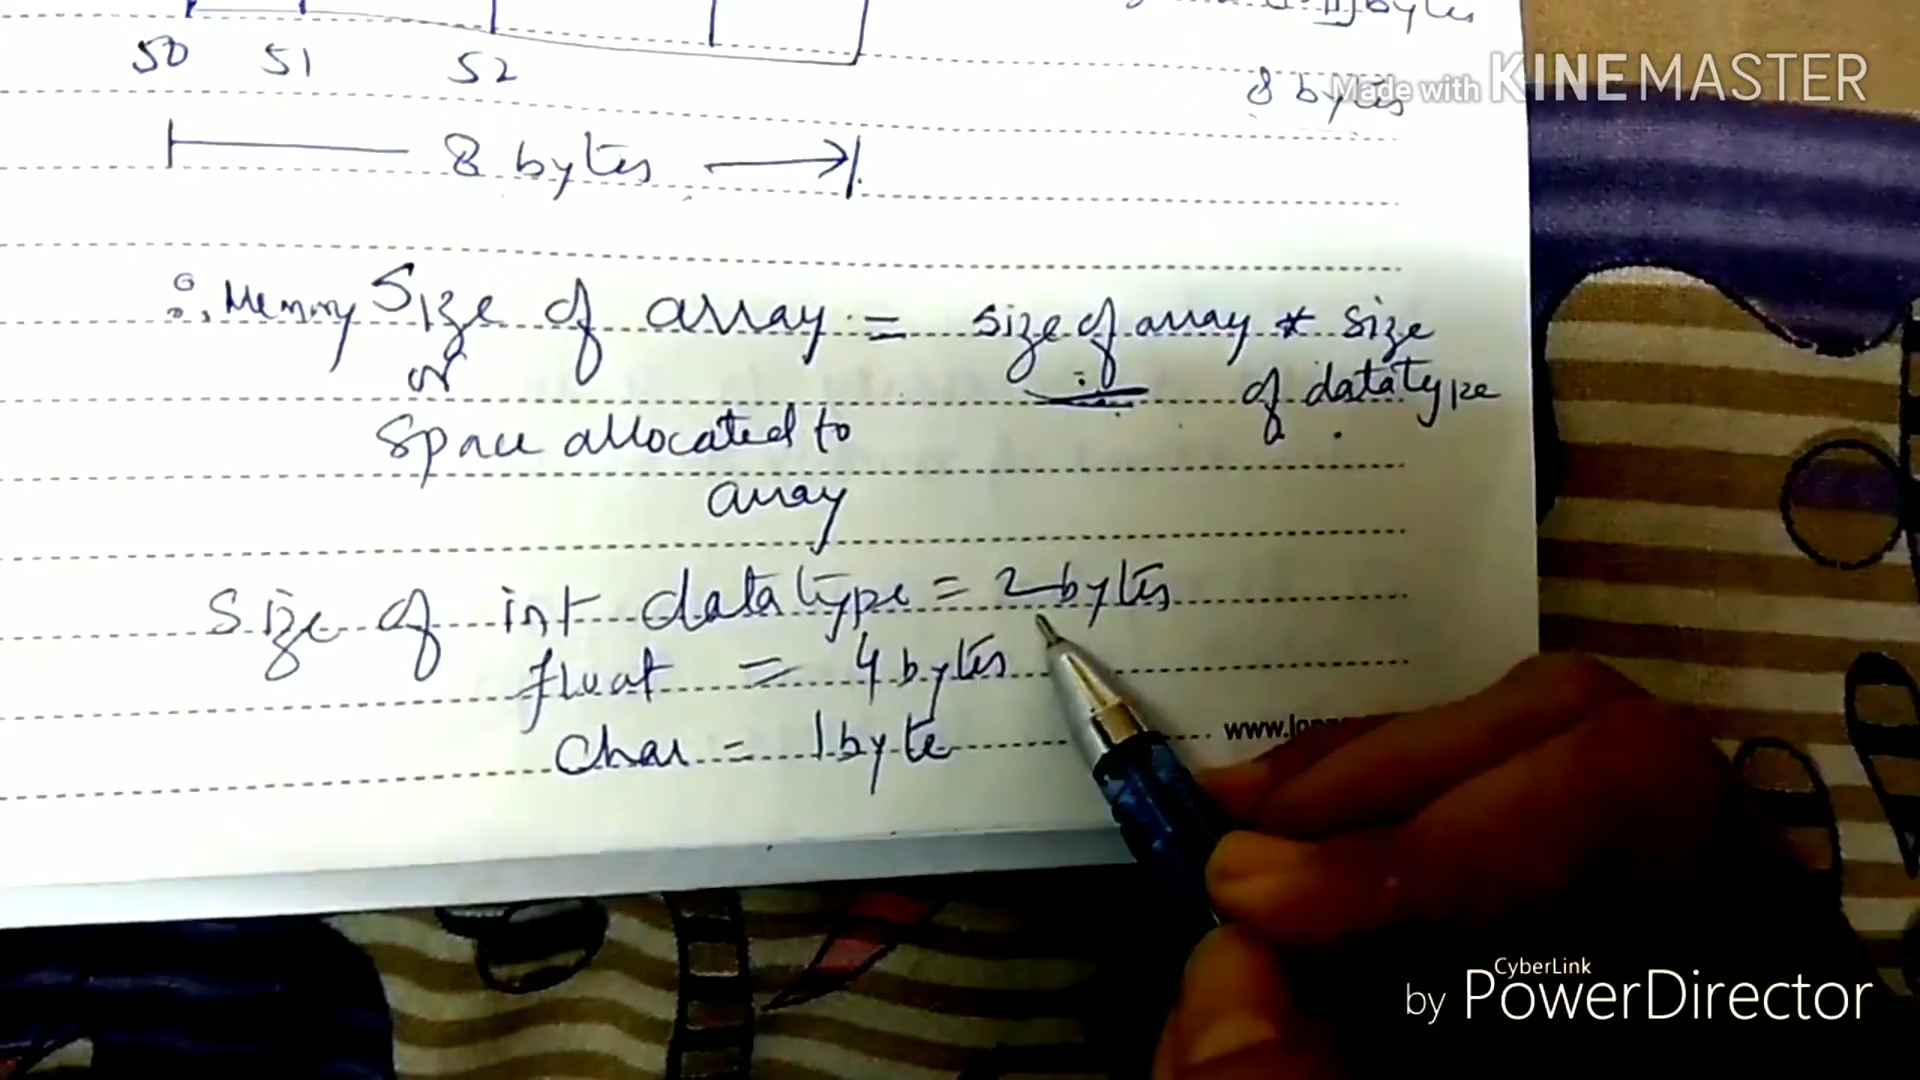 bytes
50 51 52
8 bytes
Made with KINEMASTER
8 bytes
∴ Memory Size of array = size of array * size
or
of datatype
Space allocated to
array
Size of int datatype = 2 bytes
float = 4 bytes
char = 1 byte
www.
CyberLink
by PowerDirector